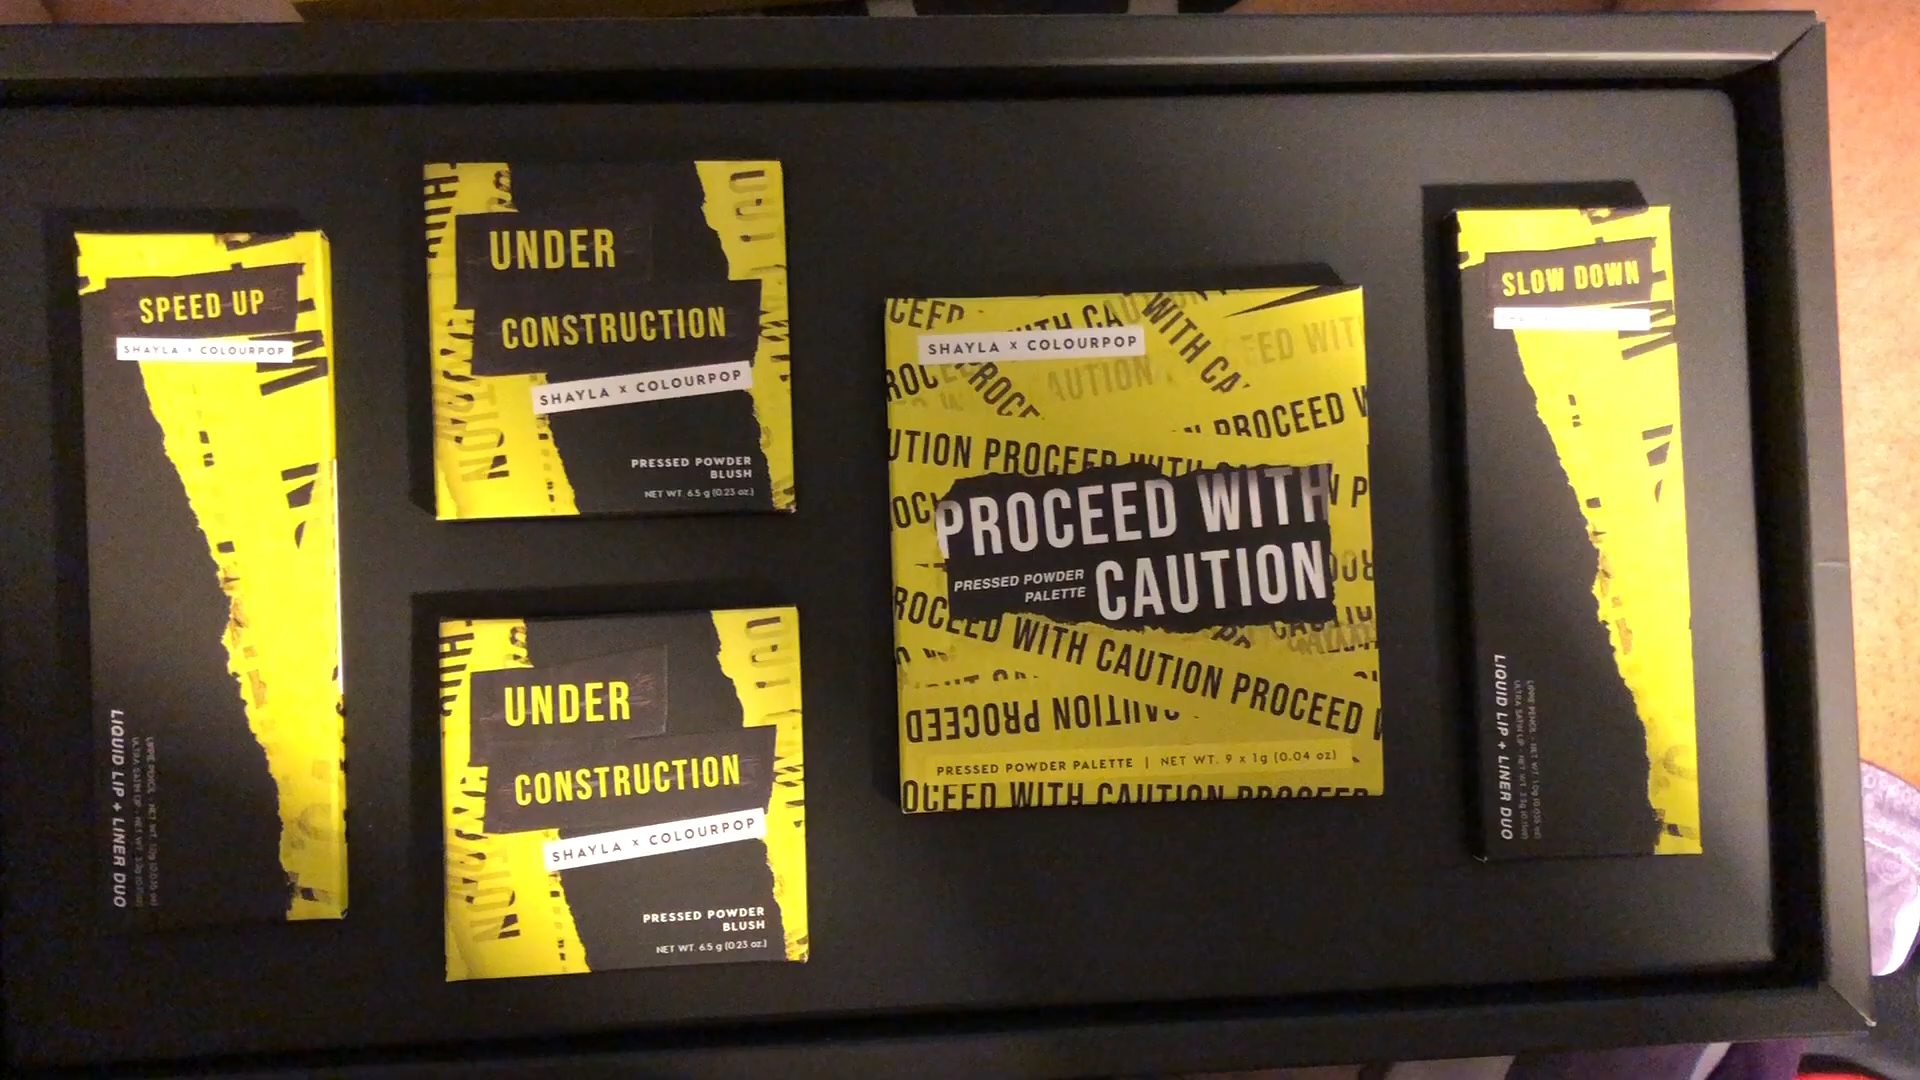 SPEED UP
SHAYLA x COLOURPOP
LIQUID LIP + LINER DUO
UNDER
CONSTRUCTION
SHAYLA x COLOURPOP
PRESSED POWDER
BLUSH
NET WT. 6.5 g (0.23 oz.)
UNDER
CONSTRUCTION
SHAYLA x COLOURPOP
PRESSED POWDER
BLUSH
NET WT. 6.5 g (0.23 oz.)
SHAYLA x COLOURPOP
PROCEED WITH
CAUTION
PRESSED POWDER
PALETTE
PROCEED WITH CAUTION PROCEED
PROCEED
PRESSED POWDER PALETTE | NET WT. 9 x 1g (0.04 oz)
SLOW DOWN
LIQUID LIP + LINER DUO